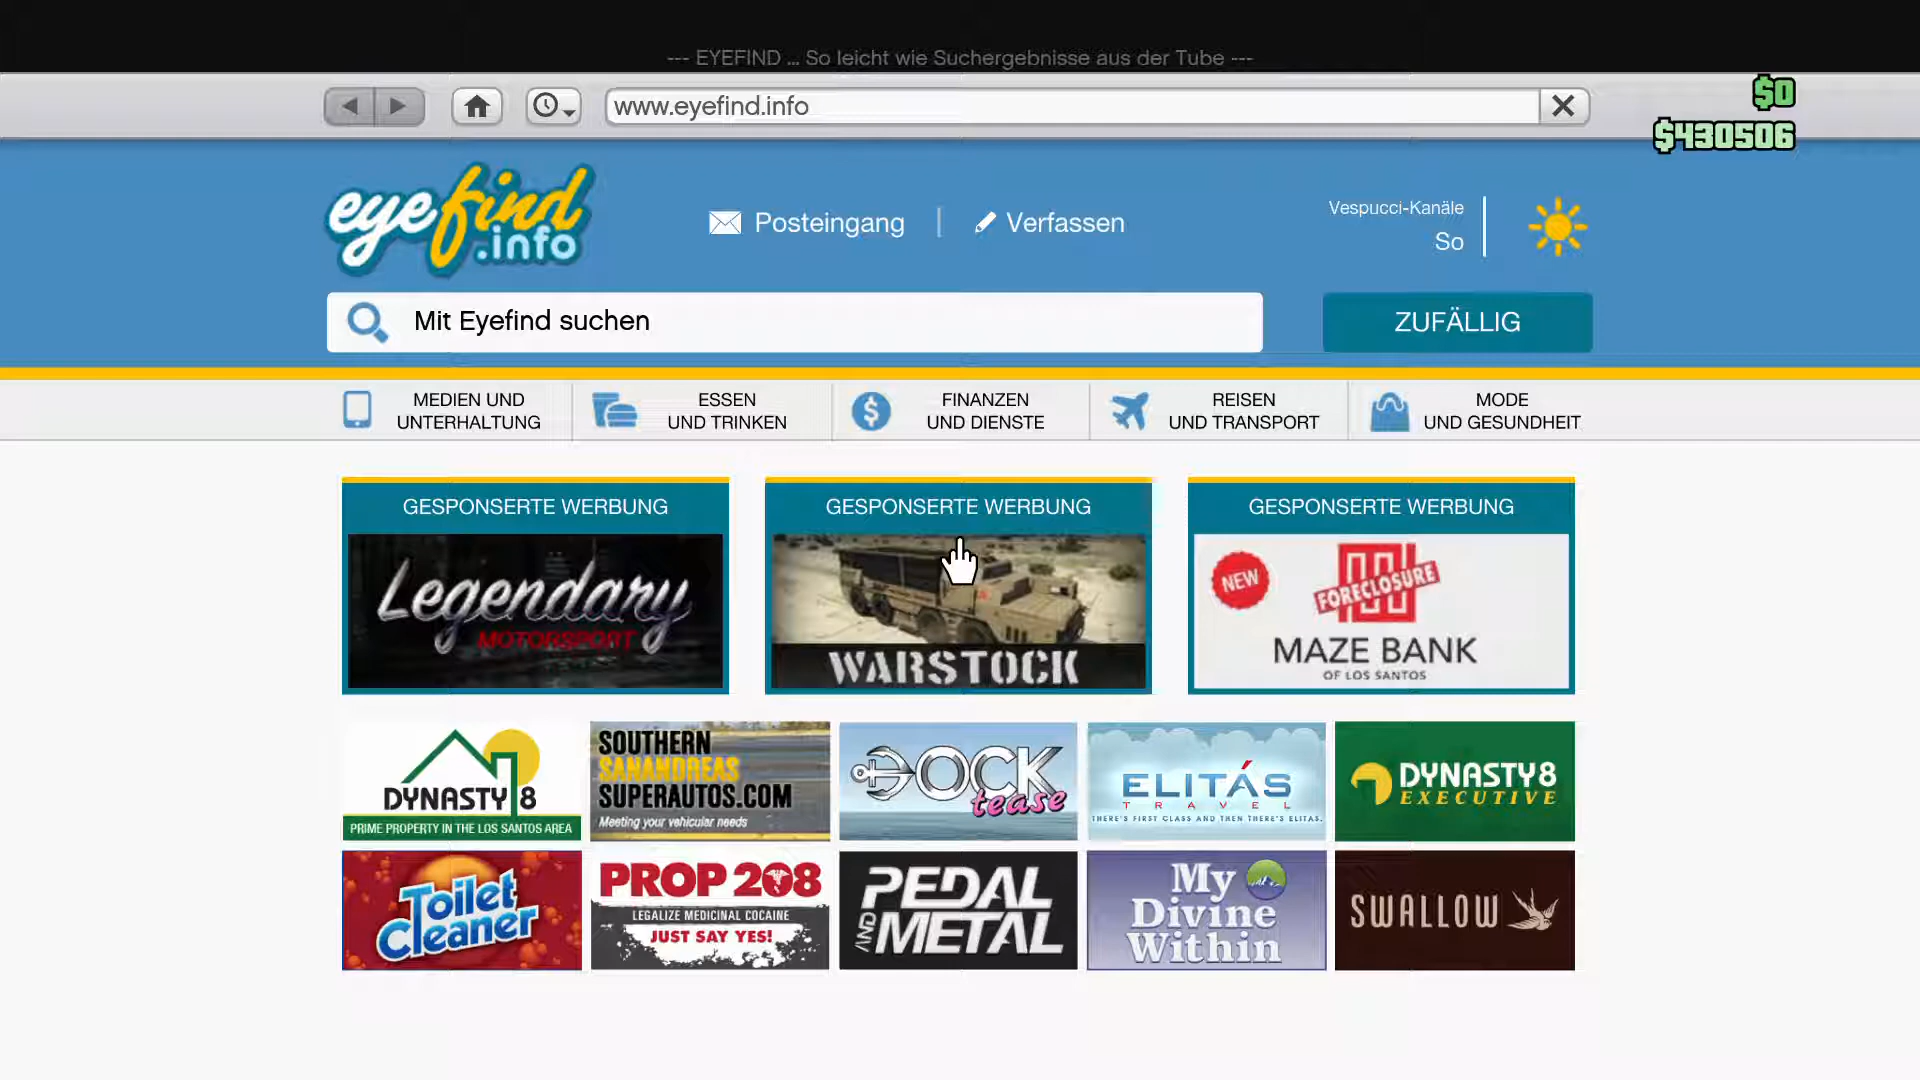 --- EYEFIND ... So leicht wie Suchergebnisse aus der Tube ---
www.eyefind.info
$0
$430506
eyefind
.info
Posteingang
Verfassen
Vespucci-Kanäle
So
Mit Eyefind suchen
ZUFÄLLIG
MEDIEN UND
UNTERHALTUNG
ESSEN
UND TRINKEN
FINANZEN
UND DIENSTE
REISEN
UND TRANSPORT
MODE
UND GESUNDHEIT
GESPONSERTE WERBUNG
Legendary
MOTORSPORT
GESPONSERTE WERBUNG
WARSTOCK
GESPONSERTE WERBUNG
NEW
FORECLOSURE
MAZE BANK
OF LOS SANTOS
DYNASTY 8
PRIME PROPERTY IN THE LOS SANTOS AREA
SOUTHERN
SANANDREAS
SUPERAUTOS.COM
Meeting your vehicular needs
DOCK
tease
ELITÁS
TRAVEL
THERE'S FIRST CLASS AND THEN THERE'S ELITAS.
DYNASTY8
EXECUTIVE
Toilet
Cleaner
PROP 208
LEGALIZE MEDICINAL COCAINE
JUST SAY YES!
PEDAL
AND METAL
My
Divine
Within
SWALLOW